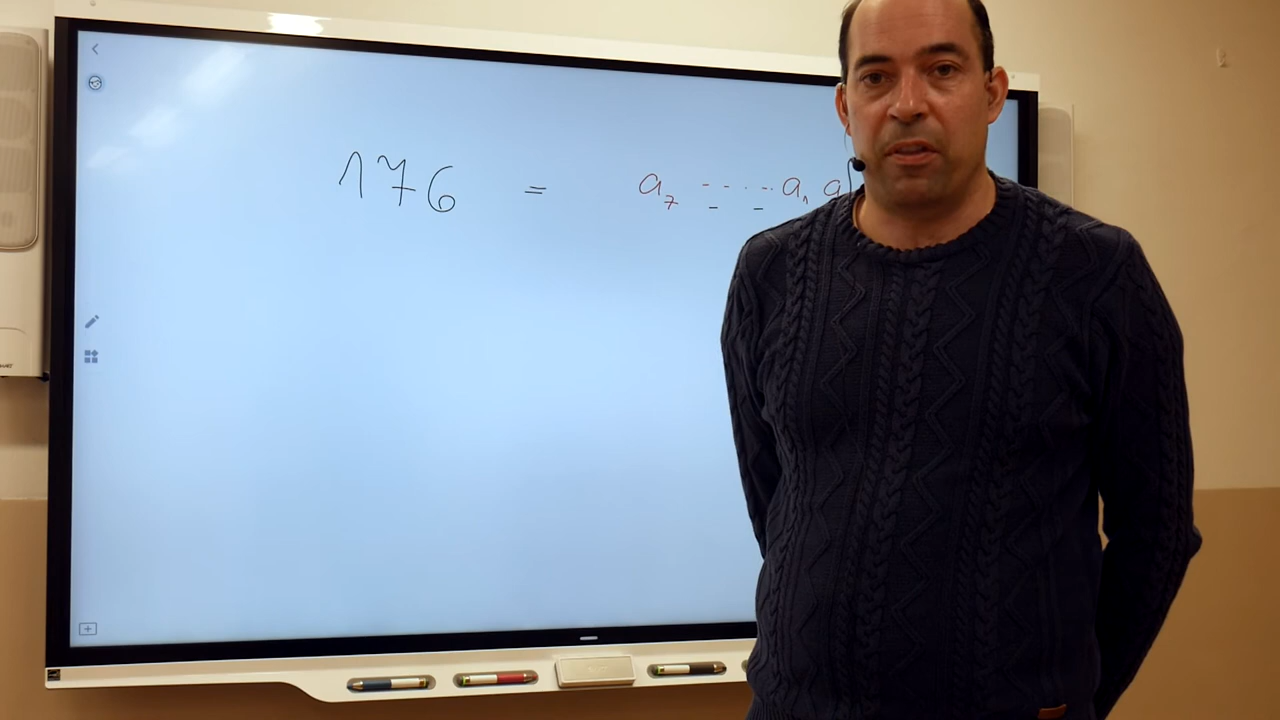 176 = a₇ ..... a₁ a